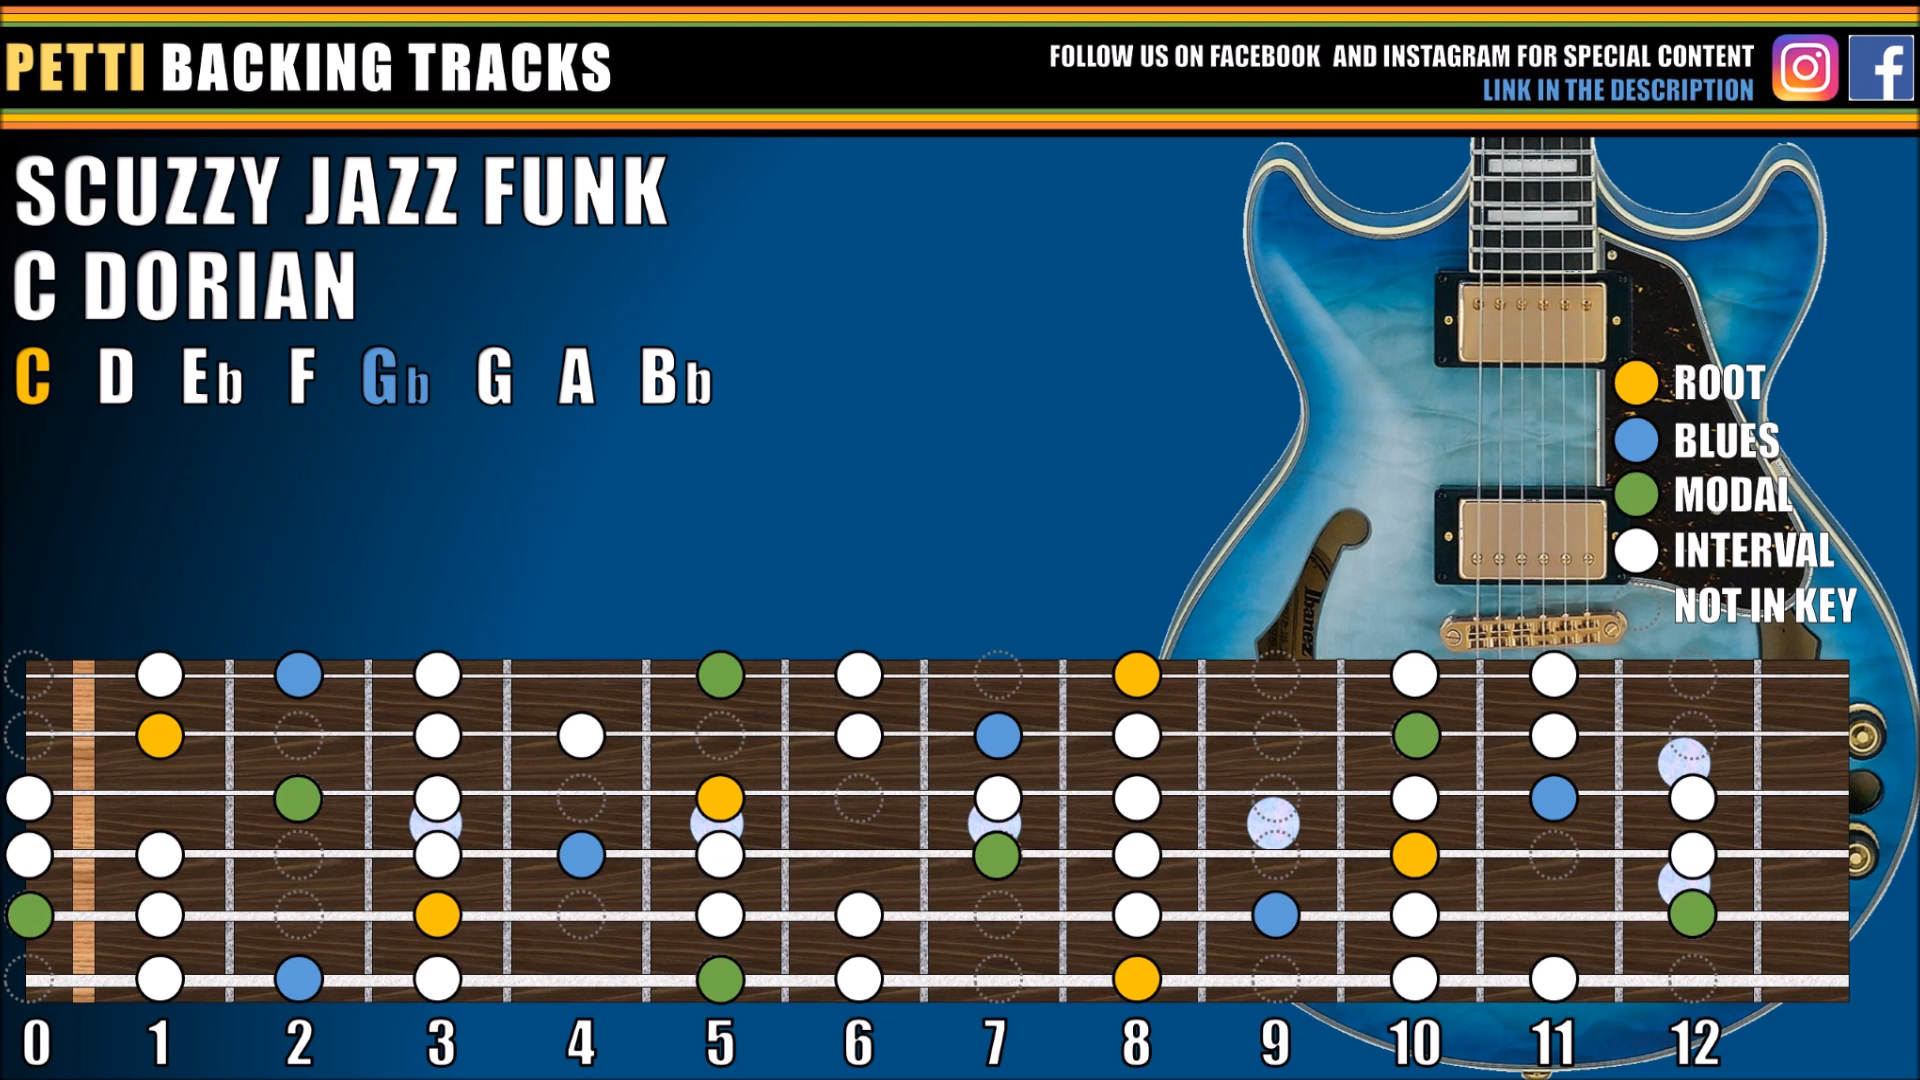 PETTI BACKING TRACKS
FOLLOW US ON FACEBOOK AND INSTAGRAM FOR SPECIAL CONTENT
LINK IN THE DESCRIPTION
SCUZZY JAZZ FUNK
C DORIAN
C D Eb F Gb G A Bb
ROOT
BLUES
MODAL
INTERVAL
NOT IN KEY
Ibanez
0 1 2 3 4 5 6 7 8 9 10 11 12